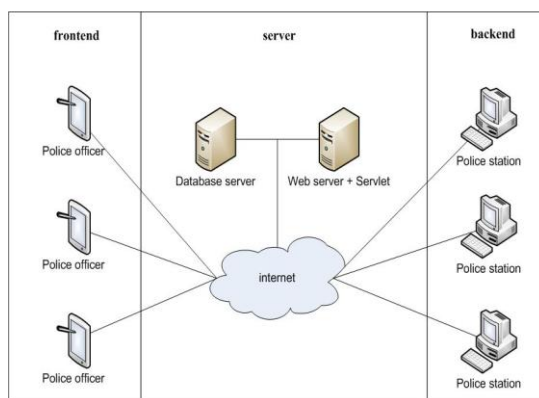 frontend
server
backend
Police officer
Database server
Web server + Servlet
Police station
Police officer
internet
Police station
Police officer
Police station